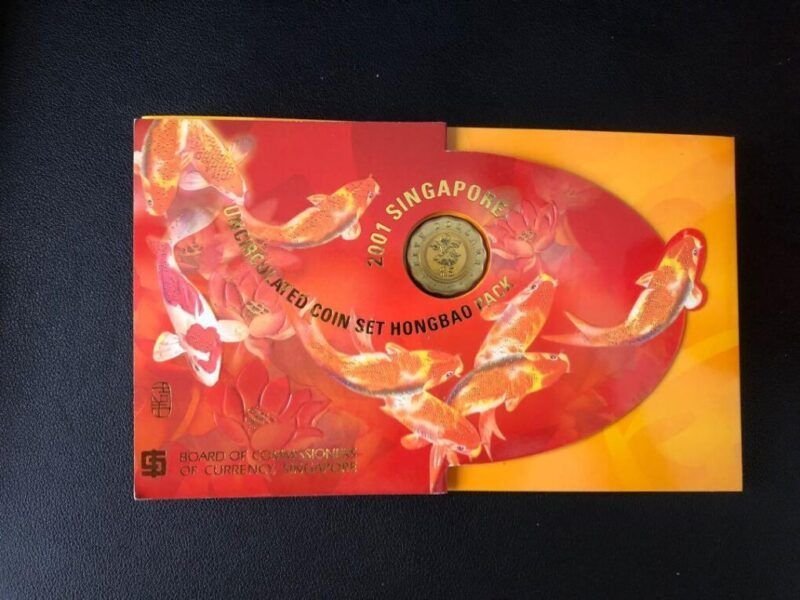 2001 SINGAPORE
UNCIRCULATED COIN SET HONGBAO PACK
BOARD OF COMMISSIONERS
OF CURRENCY, SINGAPORE